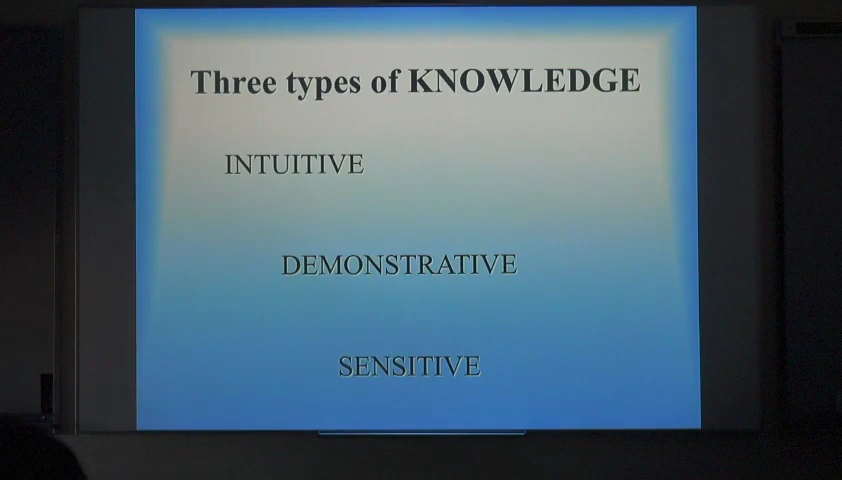 Three types of KNOWLEDGE
INTUITIVE
DEMONSTRATIVE
SENSITIVE